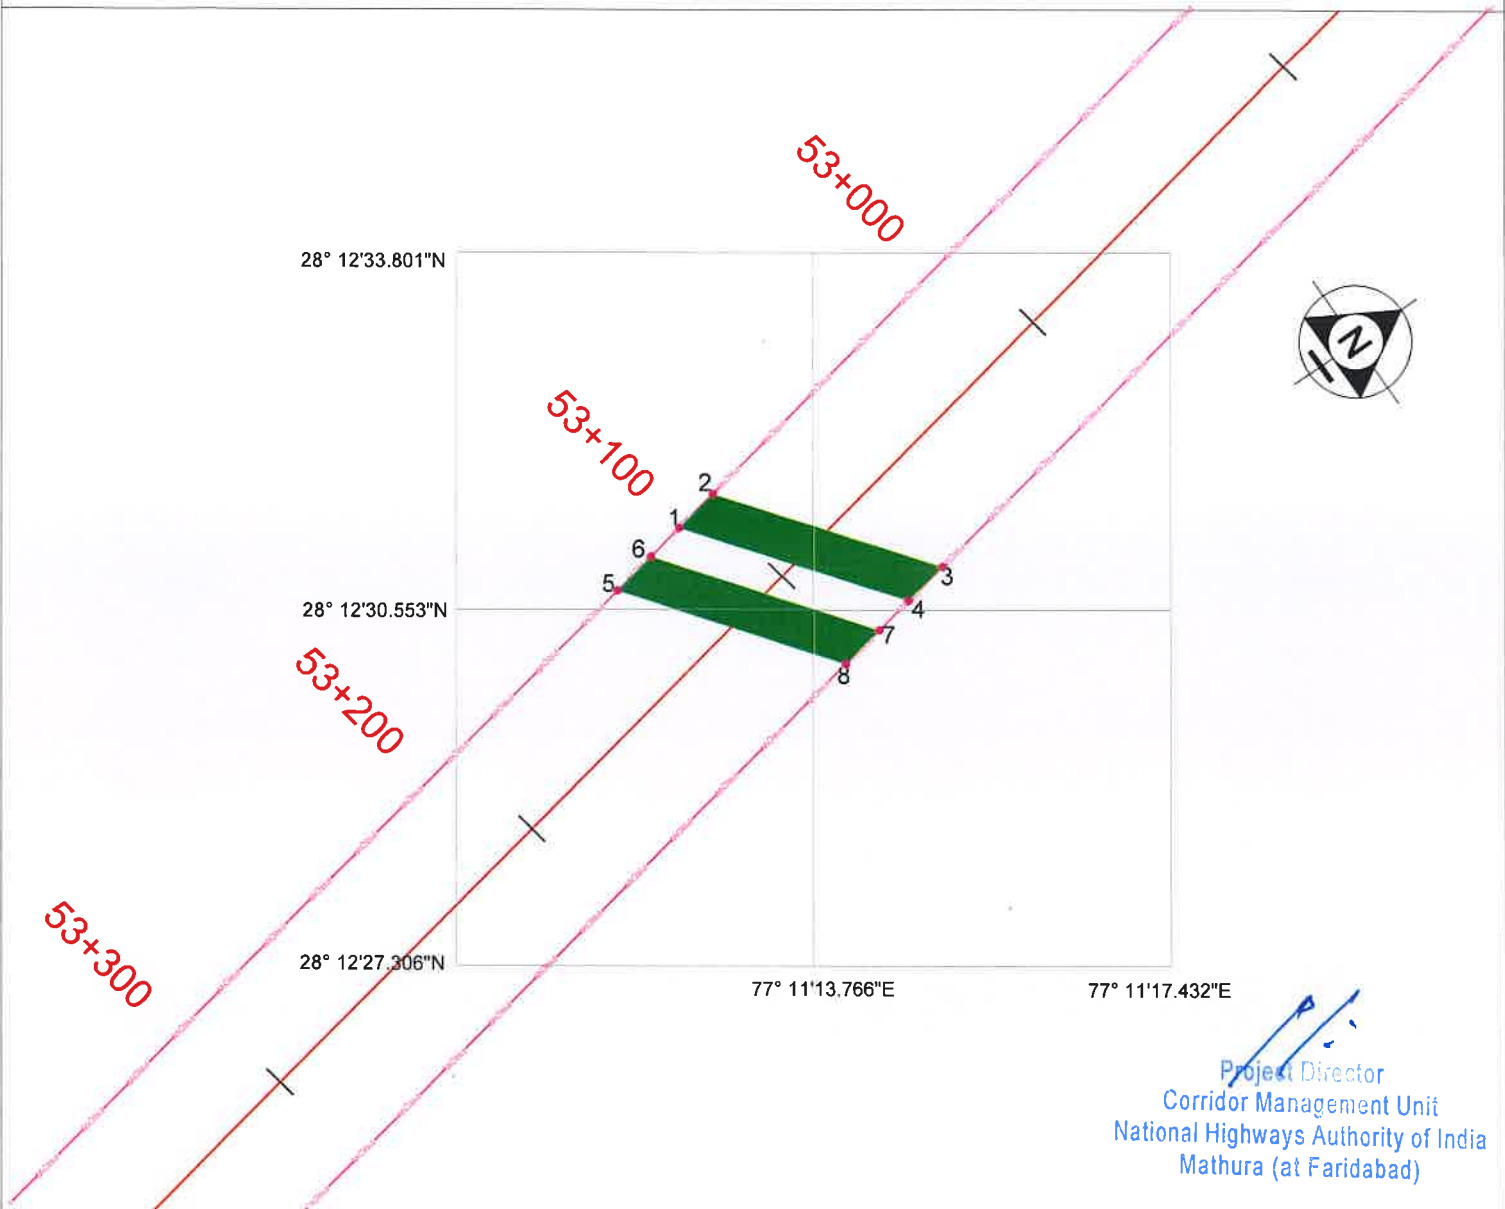 53+000
28° 12'33.801"N
N
53+100
2
1
6
3
5
4
28° 12'30.553"N
7
8
53+200
53+300
28° 12'27.306"N
77° 11'13.766"E
77° 11'17.432"E
Project Director
Corridor Management Unit
National Highways Authority of India
Mathura (at Faridabad)